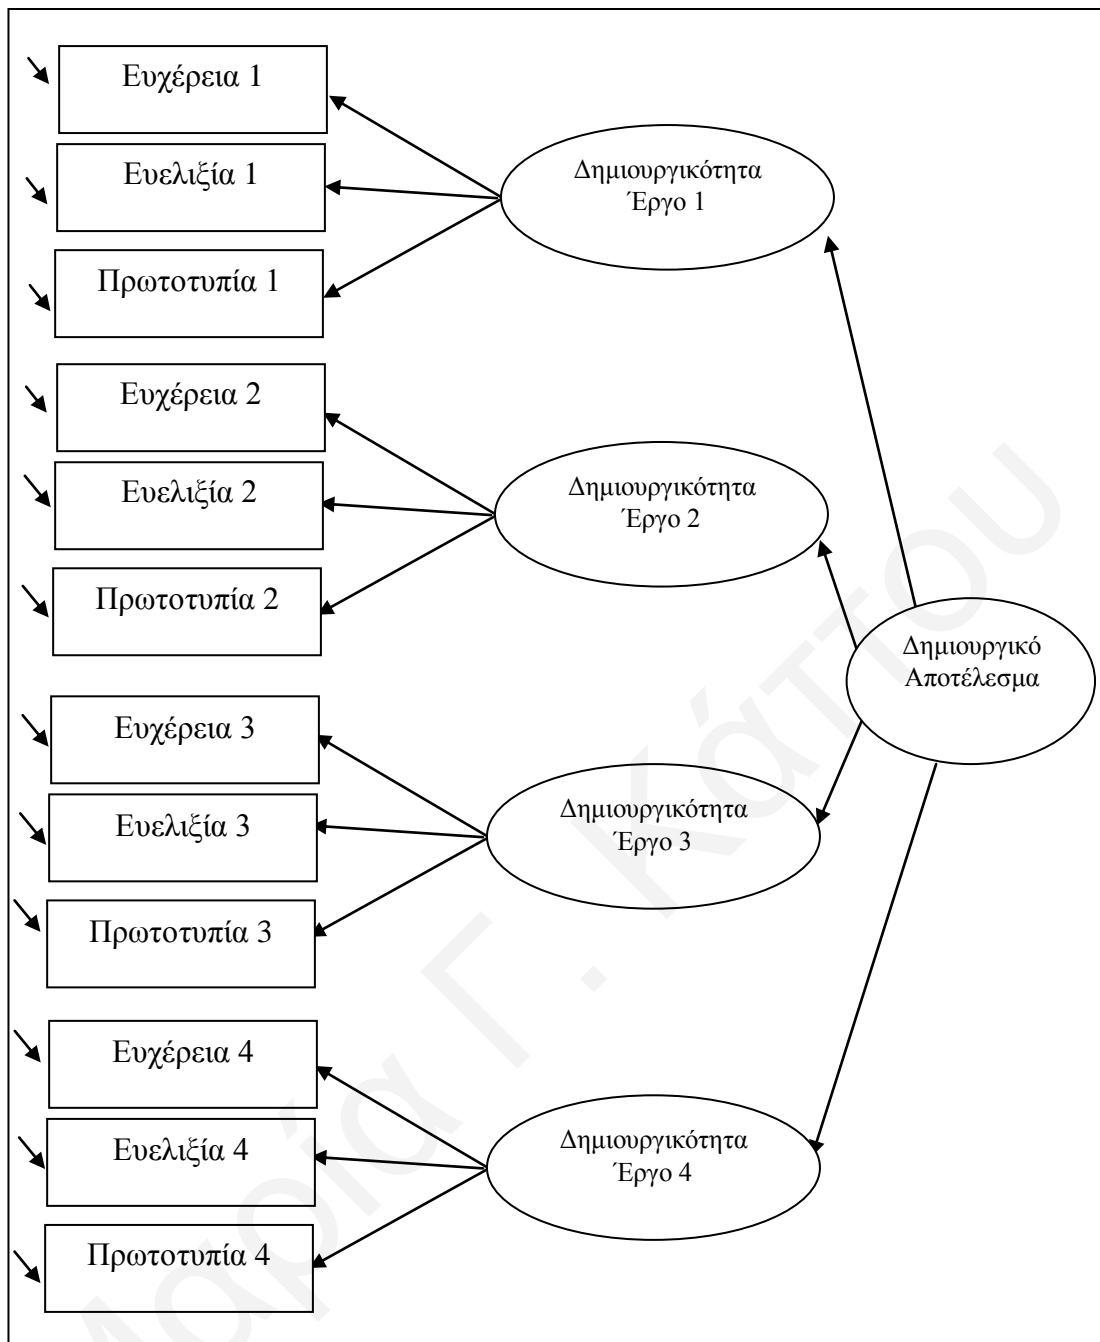 Ευχέρεια 1
Ευελιξία 1
Πρωτοτυπία 1
Δημιουργικότητα
Έργο 1
Ευχέρεια 2
Ευελιξία 2
Πρωτοτυπία 2
Δημιουργικότητα
Έργο 2
Δημιουργικό
Αποτέλεσμα
Ευχέρεια 3
Ευελιξία 3
Πρωτοτυπία 3
Δημιουργικότητα
Έργο 3
Ευχέρεια 4
Ευελιξία 4
Πρωτοτυπία 4
Δημιουργικότητα
Έργο 4
Μαρία Γ. Κάττου